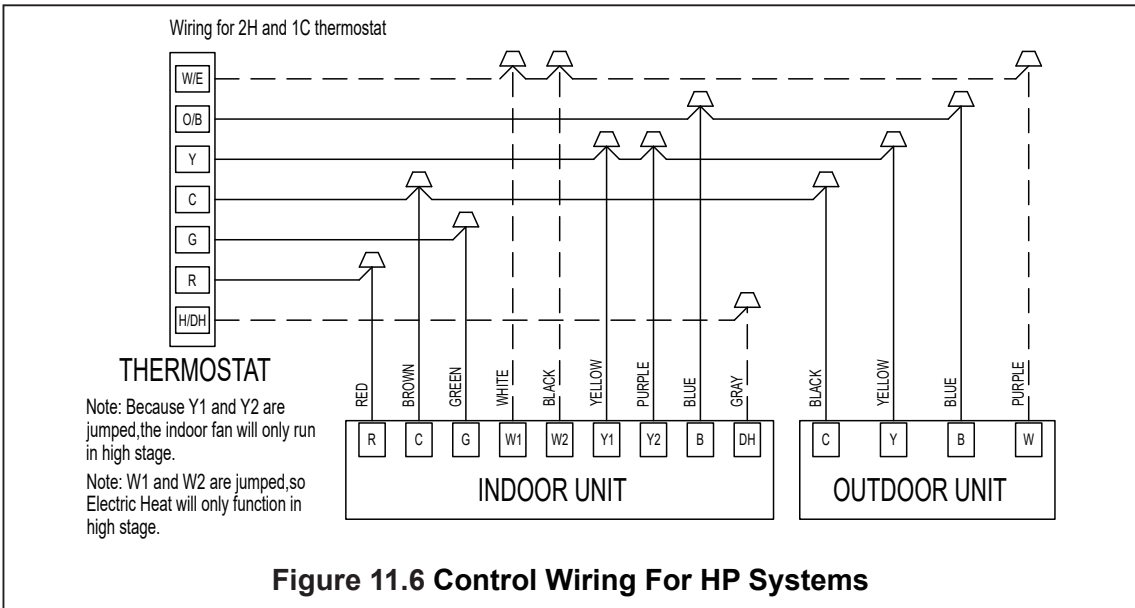 Wiring for 2H and 1C thermostat
W/E
O/B
Y
C
G
R
H/DH
THERMOSTAT
Note: Because Y1 and Y2 are
jumped,the indoor fan will only run
in high stage.
Note: W1 and W2 are jumped,so
Electric Heat will only function in
high stage.
RED
BROWN
GREEN
WHITE
BLACK
YELLOW
PURPLE
BLUE
GRAY
R
C
G
W1
W2
Y1
Y2
B
DH
INDOOR UNIT
BLACK
YELLOW
BLUE
PURPLE
C
Y
B
W
OUTDOOR UNIT
Figure 11.6 Control Wiring For HP Systems